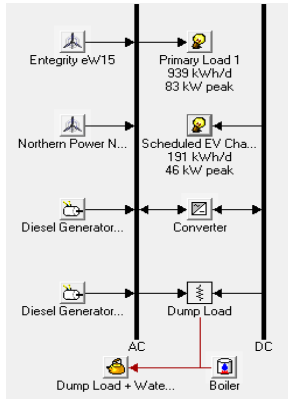 Entegrity eW15
Primary Load 1
939 kWh/d
83 kW peak
Northern Power N...
Scheduled EV Cha...
191 kWh/d
46 kW peak
Diesel Generator...
Converter
Diesel Generator...
Dump Load
AC
DC
Dump Load + Wate...
Boiler